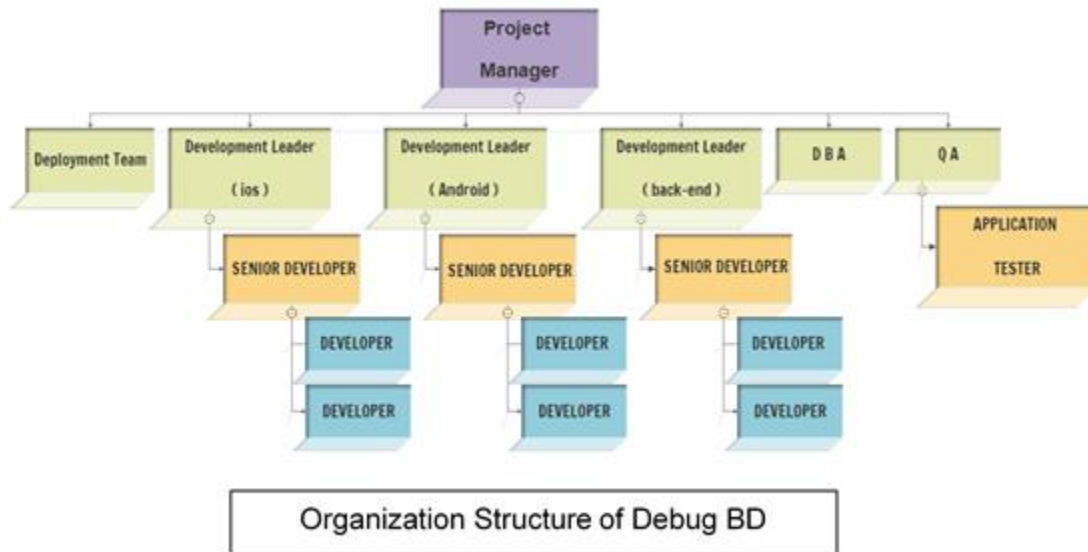 Project
Manager
Deployment Team
Development Leader
( ios )
Development Leader
( Android )
Development Leader
( back-end )
D B A
Q A
SENIOR DEVELOPER
SENIOR DEVELOPER
SENIOR DEVELOPER
APPLICATION
TESTER
DEVELOPER
DEVELOPER
DEVELOPER
DEVELOPER
DEVELOPER
DEVELOPER
Organization Structure of Debug BD